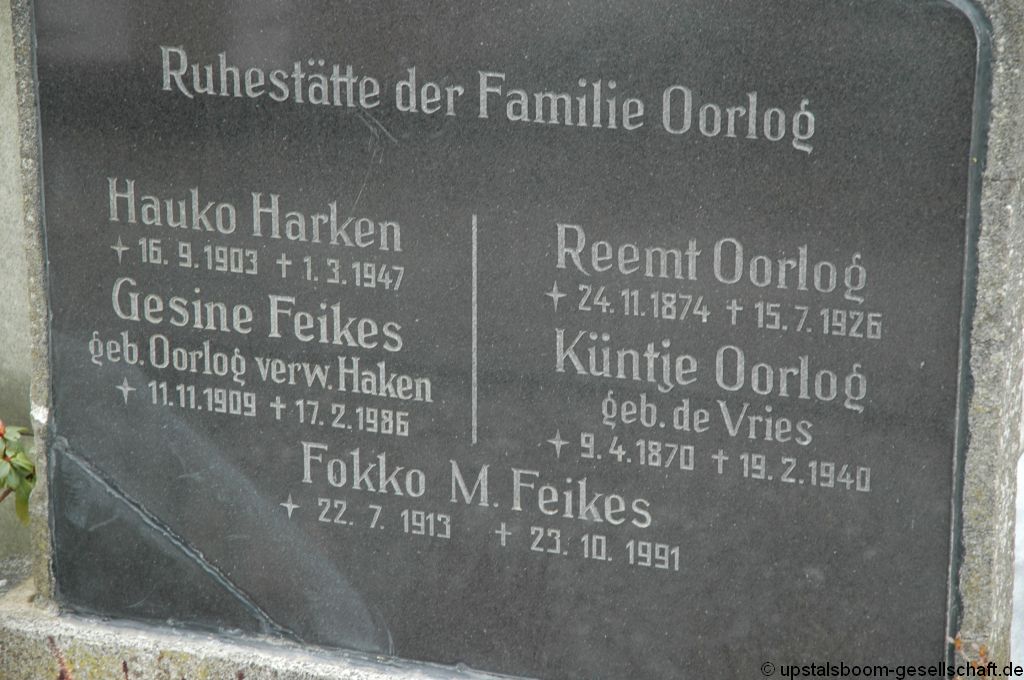 Ruhestätte der Familie Oorlog
Hauko Harken
✦ 16. 9. 1903 † 1. 3. 1947
Gesine Feikes
geb. Oorlog verw. Haken
✦ 11. 11. 1909 † 17. 2. 1986
Reemt Oorlog
✦ 24. 11. 1874 † 15. 7. 1926
Küntje Oorlog
geb. de Vries
✦ 9. 4. 1870 † 19. 2. 1940
Fokko M. Feikes
✦ 22. 7. 1913 † 23. 10. 1991
© upstalsboom-gesellschaft.de